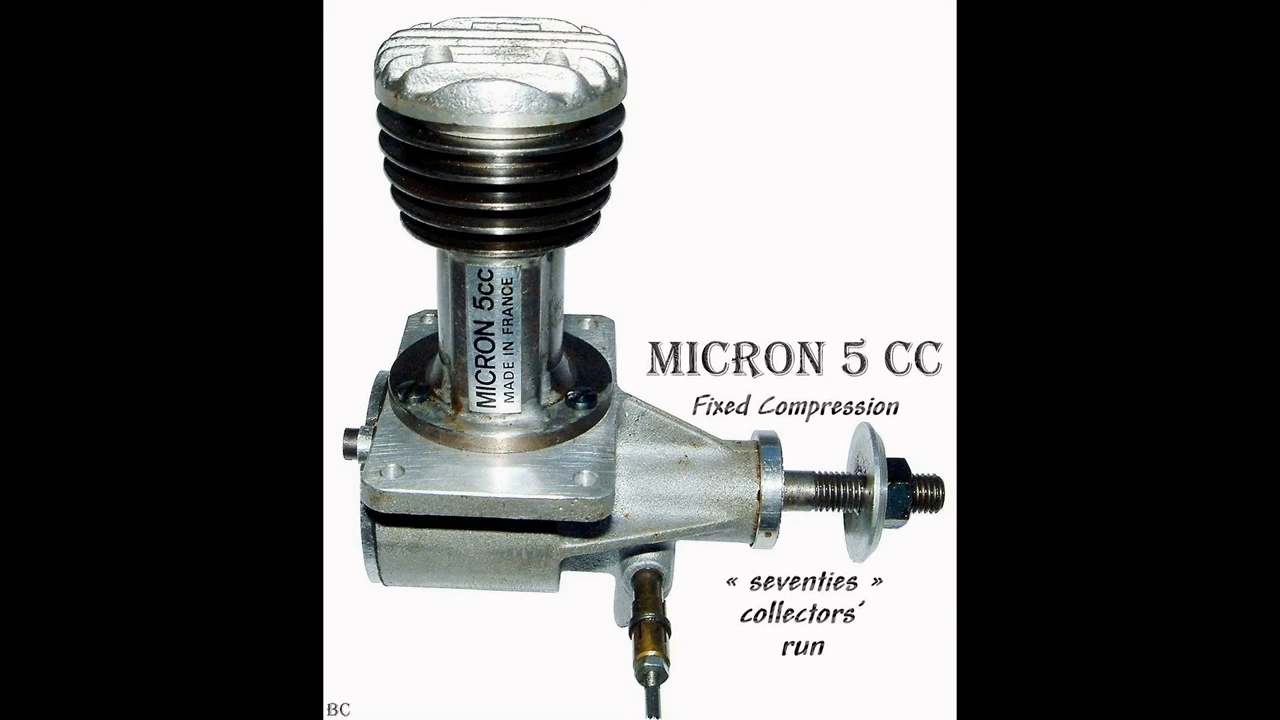 MICRON 5cc
MADE IN FRANCE
MICRON 5 CC
Fixed Compression
« seventies »
collectors'
run
BC